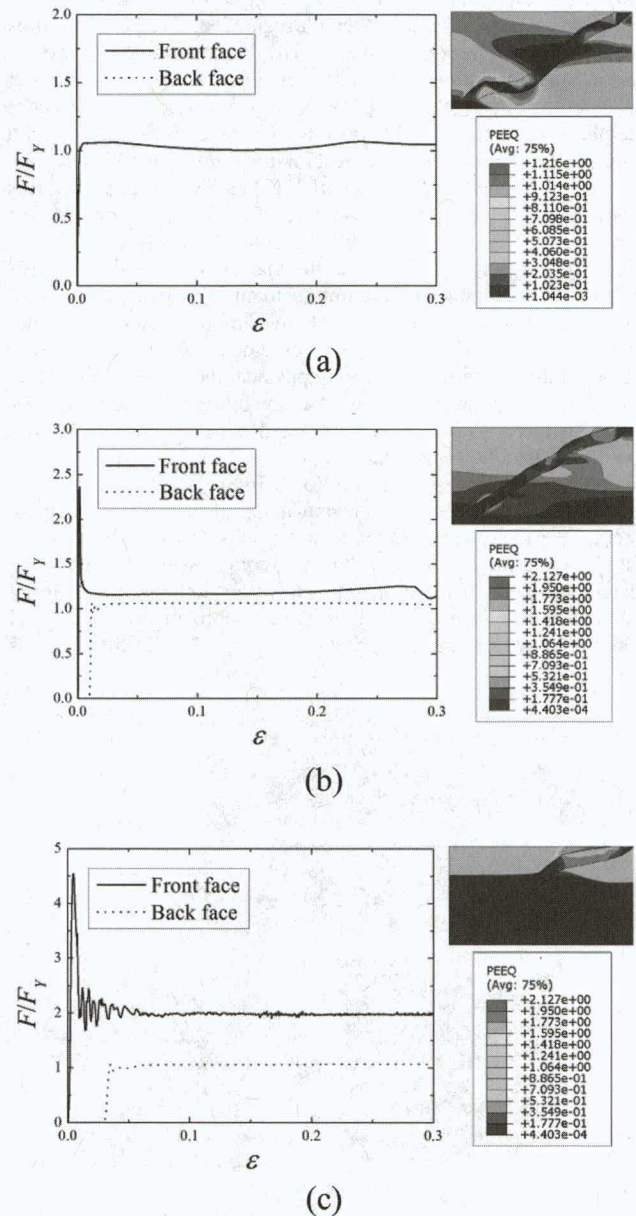 2.0
1.5
1.0
0.5
0.0
F/F_Y
Front face
Back face
0.0 0.1 0.2 0.3
ε
PEEQ
(Avg: 75%)
+1.216e+00
+1.115e+00
+1.014e+00
+9.123e-01
+8.110e-01
+7.098e-01
+6.085e-01
+5.073e-01
+4.060e-01
+3.048e-01
+2.035e-01
+1.023e-01
+1.044e-03
(a)
3.0
2.5
2.0
1.5
1.0
0.5
0.0
F/F_Y
Front face
Back face
0.0 0.1 0.2 0.3
ε
PEEQ
(Avg: 75%)
+2.127e+00
+1.950e+00
+1.773e+00
+1.595e+00
+1.418e+00
+1.241e+00
+1.064e+00
+8.865e-01
+7.093e-01
+5.321e-01
+3.549e-01
+1.777e-01
+4.403e-04
(b)
5
4
3
2
1
0
F/F_Y
Front face
Back face
0.0 0.1 0.2 0.3
ε
PEEQ
(Avg: 75%)
+2.127e+00
+1.950e+00
+1.773e+00
+1.595e+00
+1.418e+00
+1.241e+00
+1.064e+00
+8.865e-01
+7.093e-01
+5.321e-01
+3.549e-01
+1.777e-01
+4.403e-04
(c)